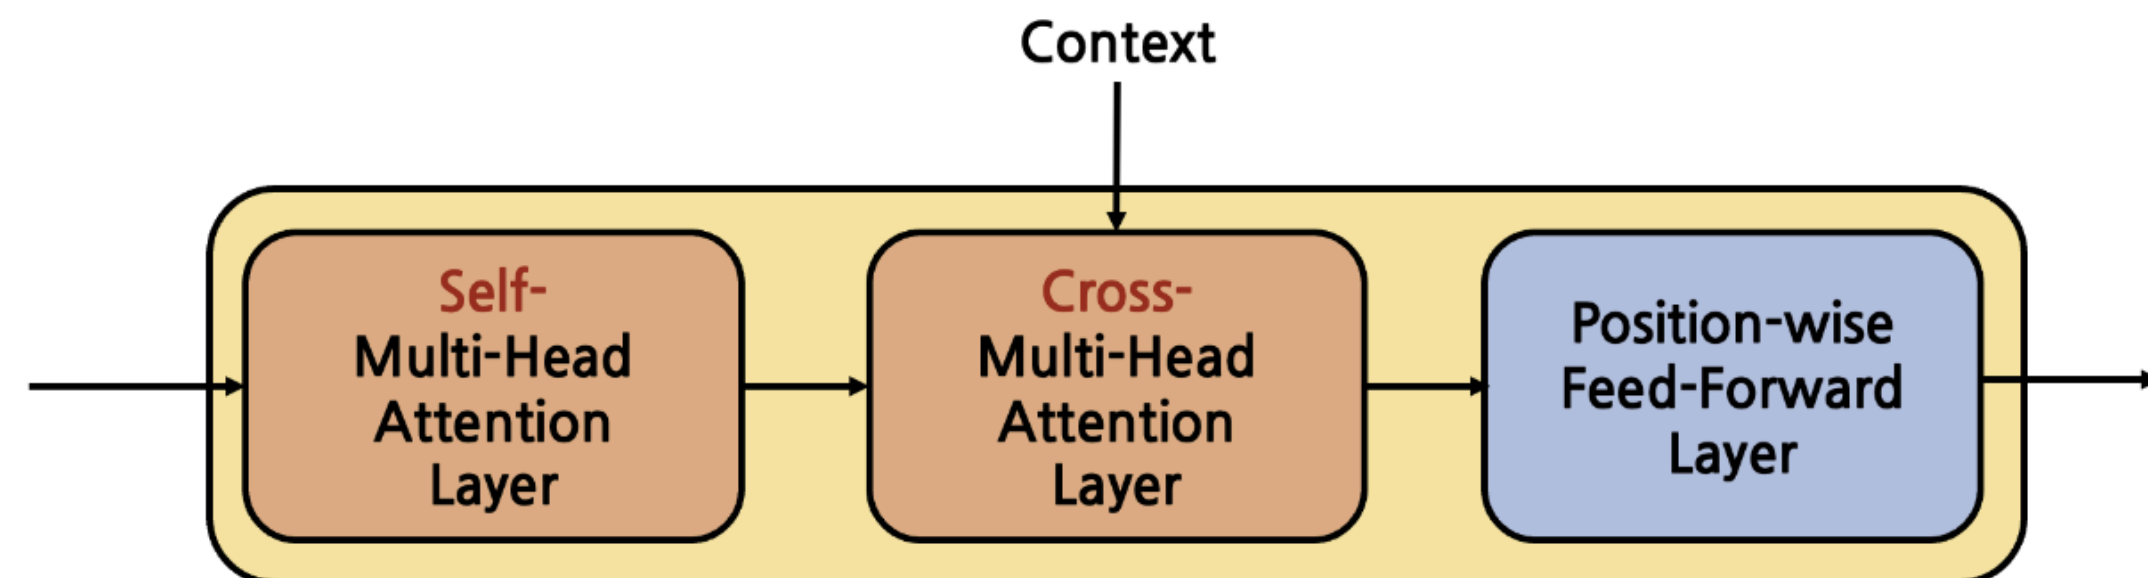 Context
Self-
Multi-Head
Attention
Layer
Cross-
Multi-Head
Attention
Layer
Position-wise
Feed-Forward
Layer